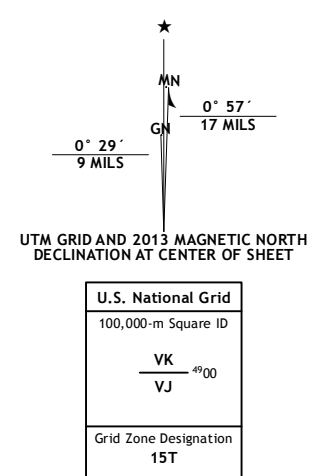 ★
MN
GN
0° 57´
17 MILS
0° 29´
9 MILS
UTM GRID AND 2013 MAGNETIC NORTH
DECLINATION AT CENTER OF SHEET
U.S. National Grid
100,000-m Square ID
VK
4900
VJ
Grid Zone Designation
15T